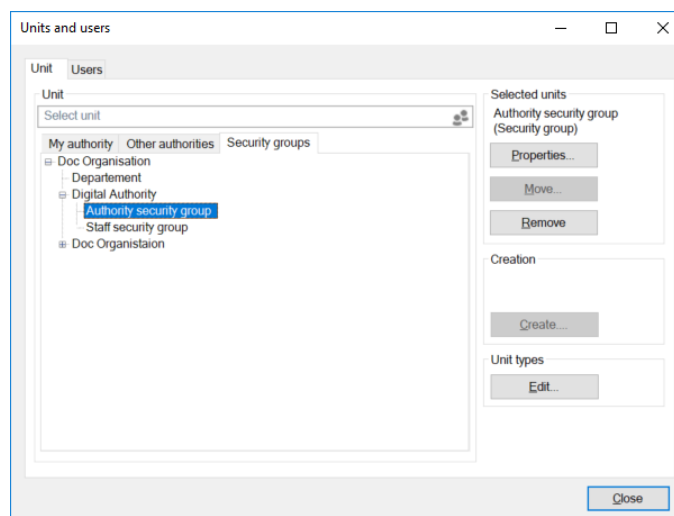 Units and users
Unit Users
Unit
Select unit
My authority Other authorities Security groups
Doc Organisation
Departement
Digital Authority
Authority security group
Staff security group
Doc Organistaion
Selected units
Authority security group
(Security group)
Properties...
Move...
Remove
Creation
Create....
Unit types
Edit...
Close